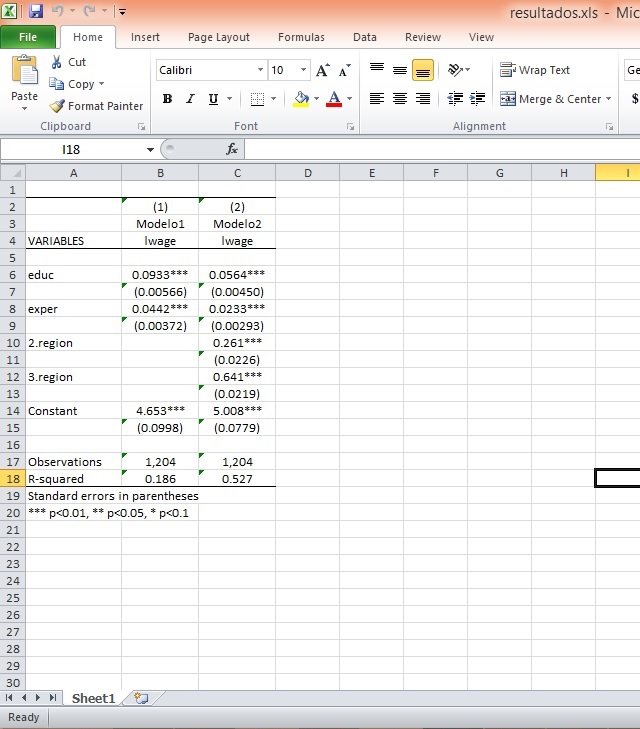 resultados.xls - Mic
File Home Insert Page Layout Formulas Data Review View
Paste
Cut
Copy
Format Painter
Calibri 10 A A
B I U A
Wrap Text
Merge & Center
Ge
$
Clipboard Font Alignment
I18 fx
A B C D E F G H I
1
2 (1) (2)
3 Modelo1 Modelo2
4 VARIABLES lwage lwage
5
6 educ 0.0933*** 0.0564***
7 (0.00566) (0.00450)
8 exper 0.0442*** 0.0233***
9 (0.00372) (0.00293)
10 2.region 0.261***
11 (0.0226)
12 3.region 0.641***
13 (0.0219)
14 Constant 4.653*** 5.008***
15 (0.0998) (0.0779)
16
17 Observations 1,204 1,204
18 R-squared 0.186 0.527
19 Standard errors in parentheses
20 *** p<0.01, ** p<0.05, * p<0.1
21
22
23
24
25
26
27
28
29
30
Sheet1
Ready